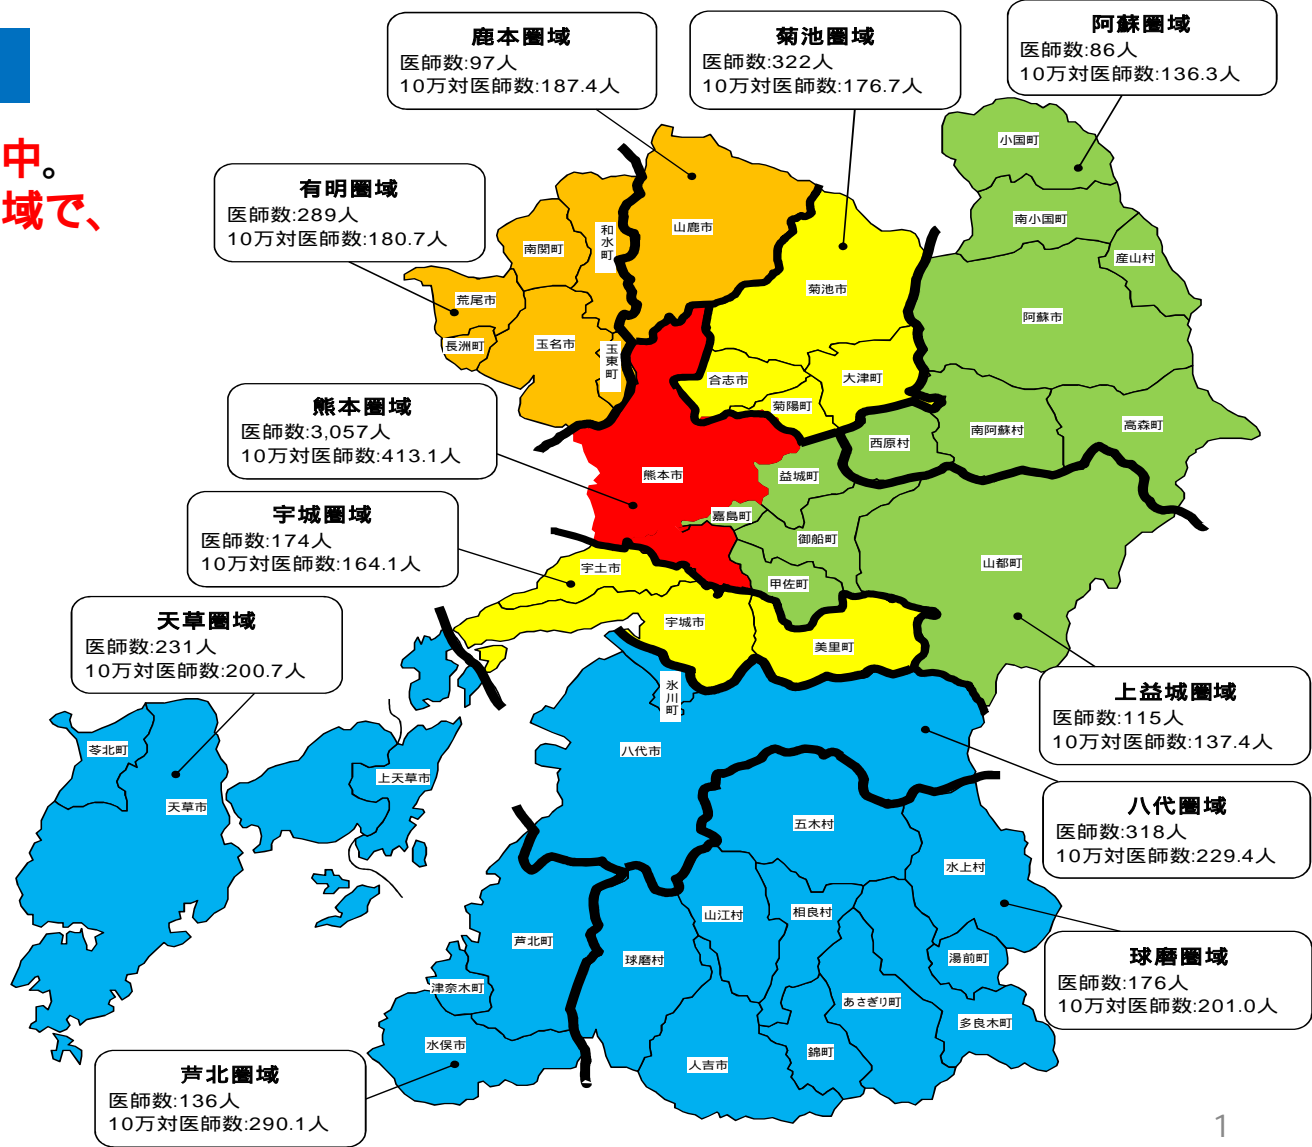 中。
域で、
鹿本圏域
医師数:97人
10万対医師数:187.4人
菊池圏域
医師数:322人
10万対医師数:176.7人
阿蘇圏域
医師数:86人
10万対医師数:136.3人
有明圏域
医師数:289人
10万対医師数:180.7人
熊本圏域
医師数:3,057人
10万対医師数:413.1人
宇城圏域
医師数:174人
10万対医師数:164.1人
天草圏域
医師数:231人
10万対医師数:200.7人
上益城圏域
医師数:115人
10万対医師数:137.4人
八代圏域
医師数:318人
10万対医師数:229.4人
球磨圏域
医師数:176人
10万対医師数:201.0人
芦北圏域
医師数:136人
10万対医師数:290.1人
小国町
南小国町
産山村
阿蘇市
高森町
南阿蘇村
西原村
山鹿市
和水町
南関町
荒尾市
長洲町
玉名市
玉東町
菊池市
合志市
大津町
菊陽町
熊本市
益城町
嘉島町
御船町
甲佐町
山都町
宇土市
宇城市
美里町
氷川町
八代市
苓北町
天草市
上天草市
五木村
水上村
山江村
相良村
湯前町
球磨村
あさぎり町
多良木町
錦町
人吉市
芦北町
津奈木町
水俣市
1